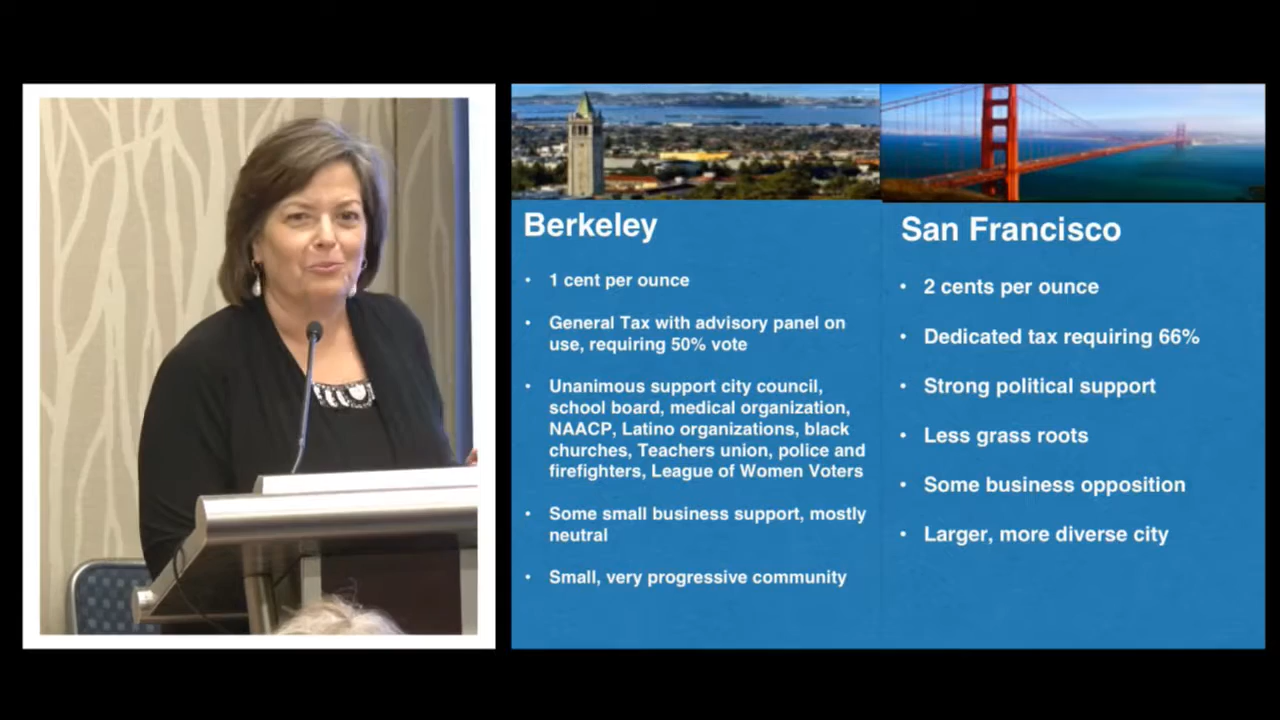 Berkeley
• 1 cent per ounce
• General Tax with advisory panel on
use, requiring 50% vote
• Unanimous support city council,
school board, medical organization,
NAACP, Latino organizations, black
churches, Teachers union, police and
firefighters, League of Women Voters
• Some small business support, mostly
neutral
• Small, very progressive community
San Francisco
• 2 cents per ounce
• Dedicated tax requiring 66%
• Strong political support
• Less grass roots
• Some business opposition
• Larger, more diverse city